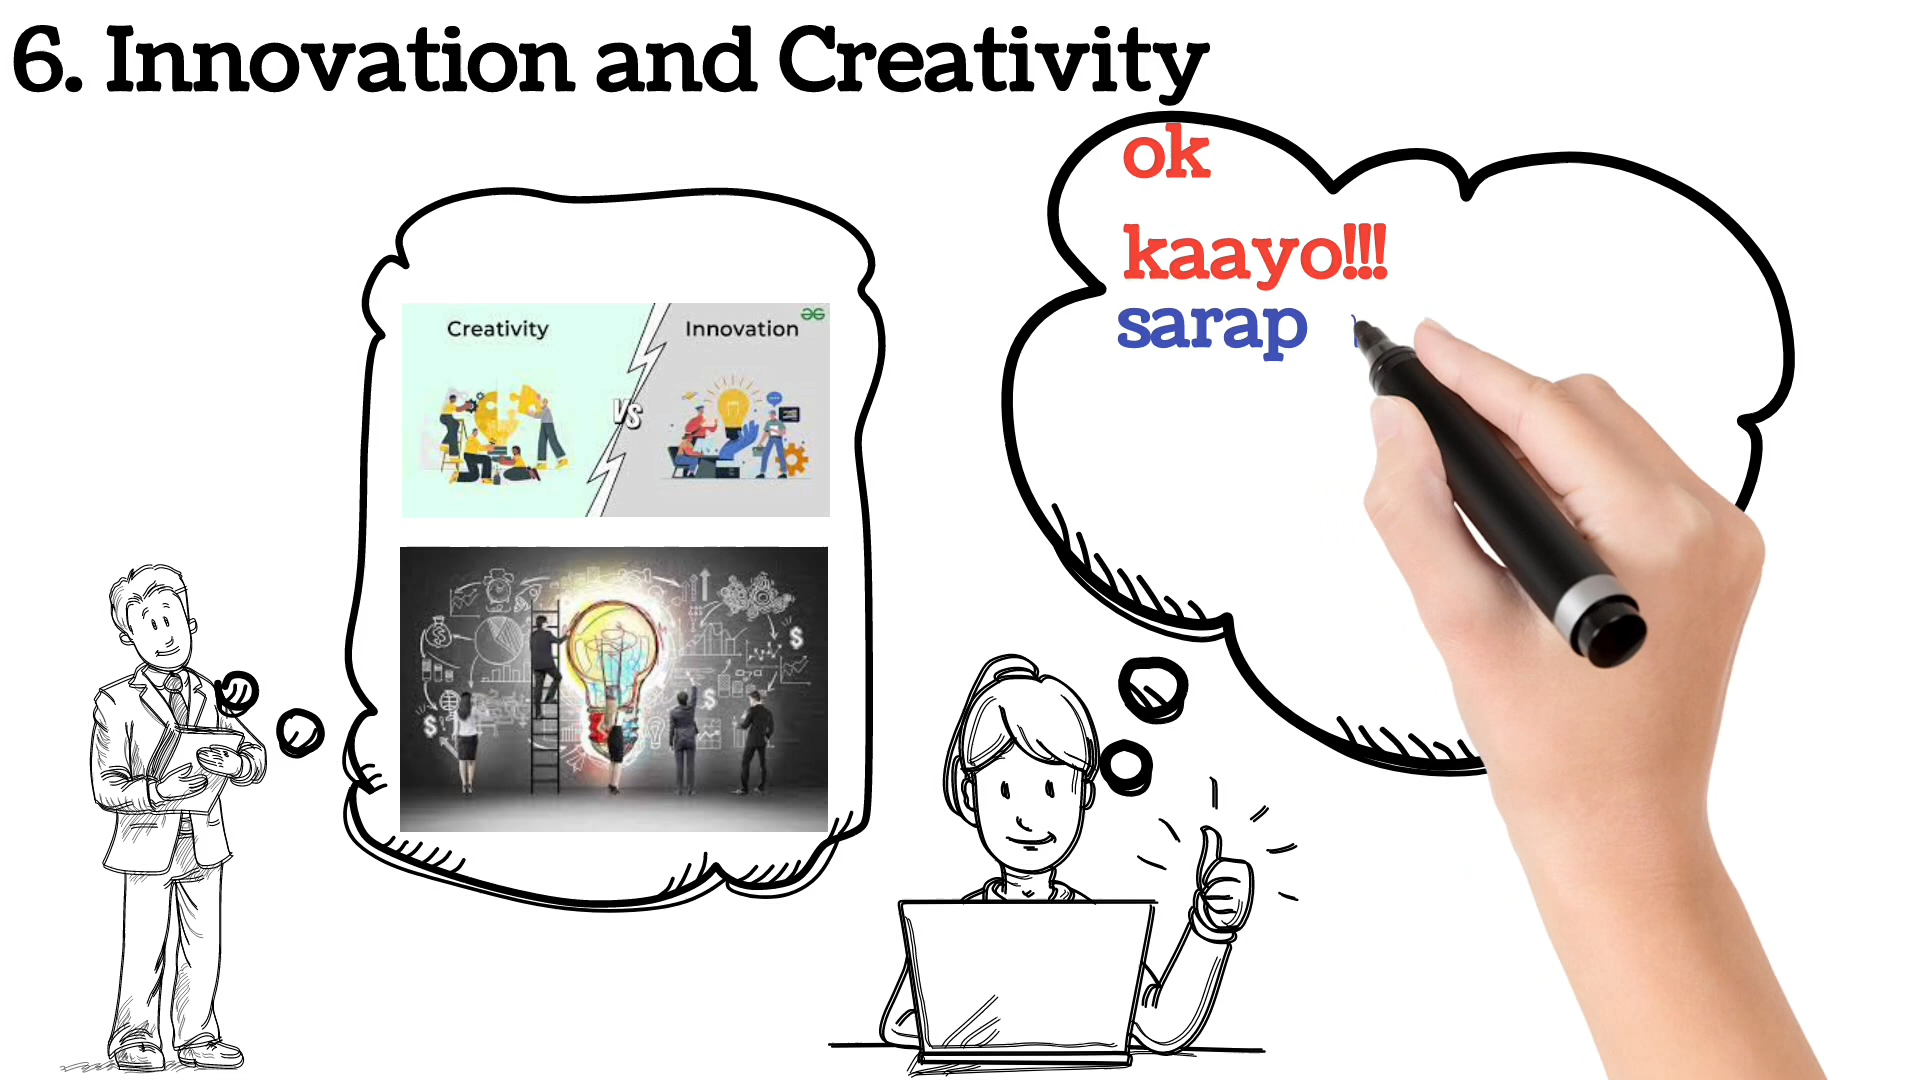 6. Innovation and Creativity
Creativity
Innovation
VS
$
$
$
$
ok
kaayo!!!
sarap